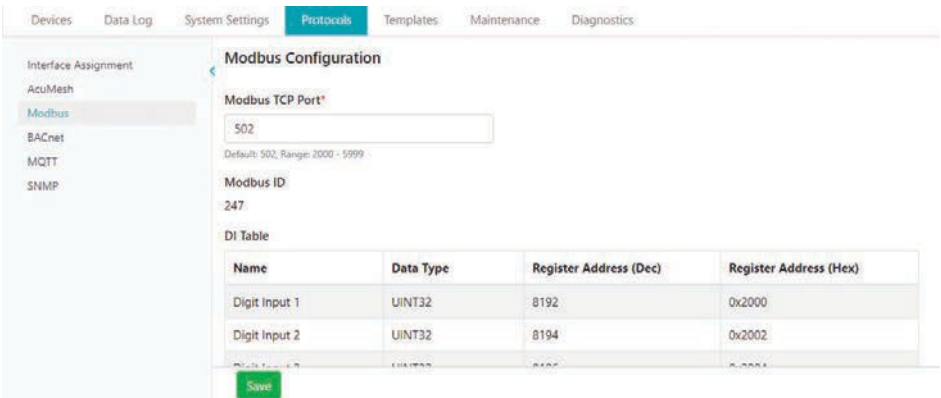 Devices Data Log System Settings Protocols Templates Maintenance Diagnostics
Interface Assignment
AcuMesh
Modbus
BACnet
MQTT
SNMP
Modbus Configuration
Modbus TCP Port*
502
Default: 502, Range: 2000 - 5999
Modbus ID
247
DI Table
Name Data Type Register Address (Dec) Register Address (Hex)
Digit Input 1 UINT32 8192 0x2000
Digit Input 2 UINT32 8194 0x2002
Save